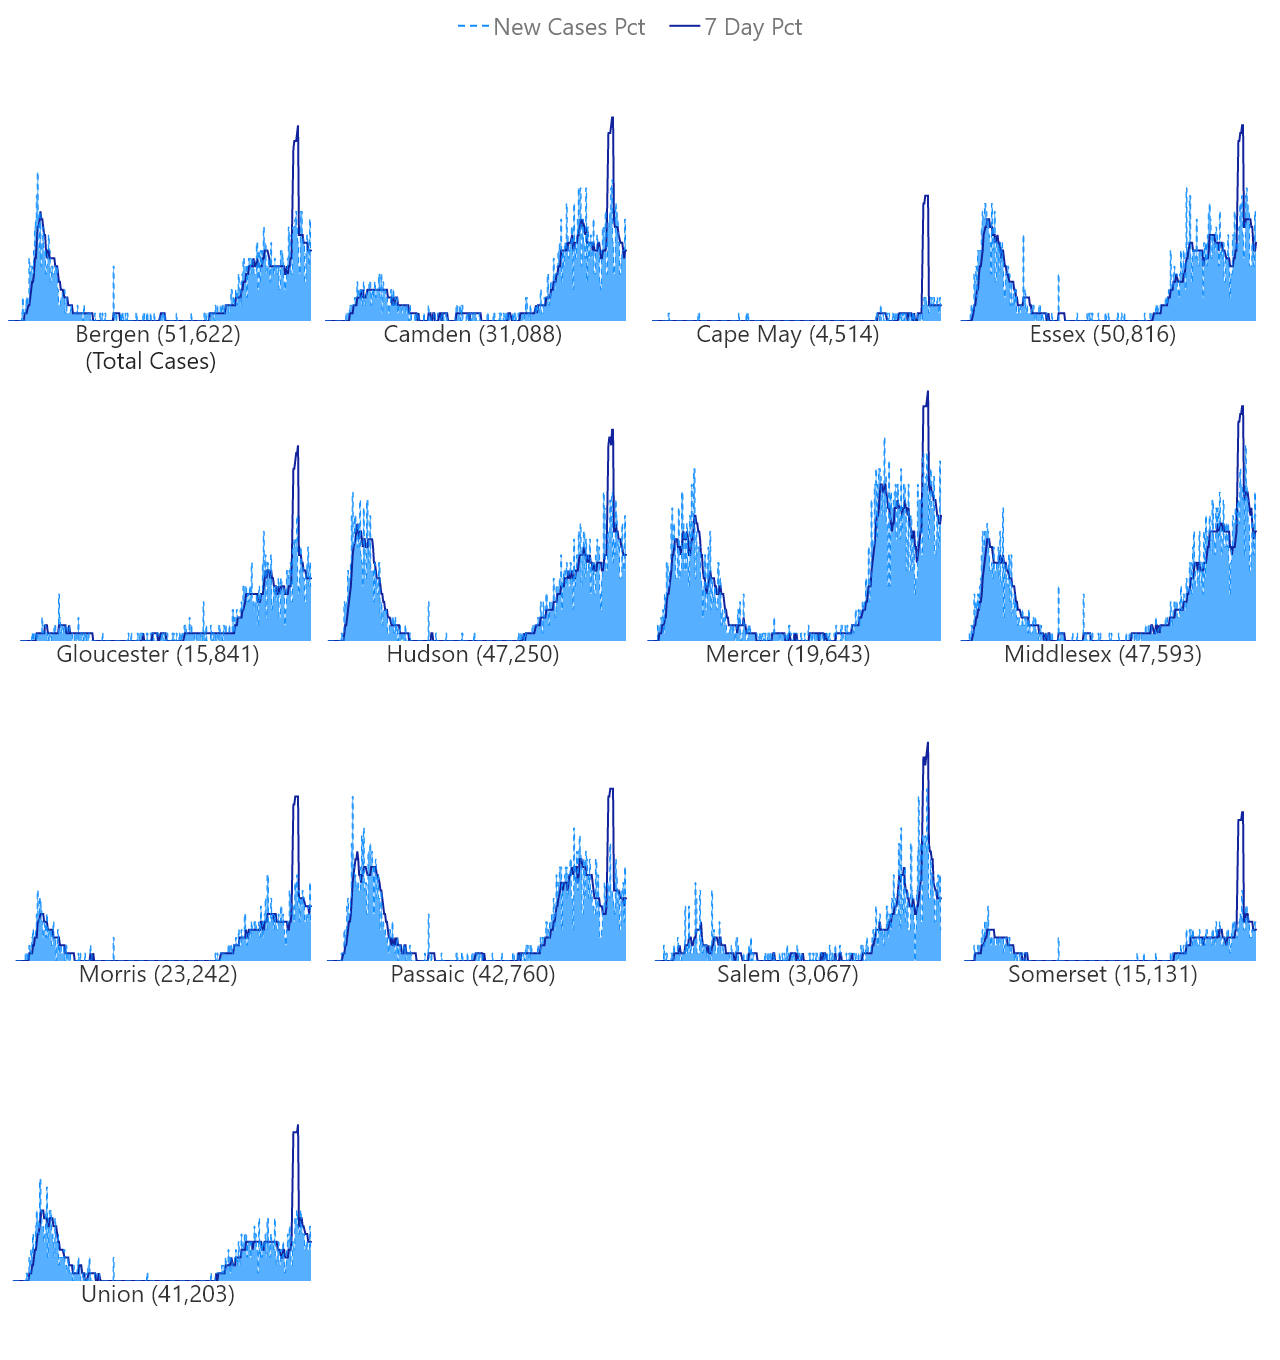 New Cases Pct 7 Day Pct
Bergen (51,622)
(Total Cases)
Camden (31,088)
Cape May (4,514)
Essex (50,816)
Gloucester (15,841)
Hudson (47,250)
Mercer (19,643)
Middlesex (47,593)
Morris (23,242)
Passaic (42,760)
Salem (3,067)
Somerset (15,131)
Union (41,203)